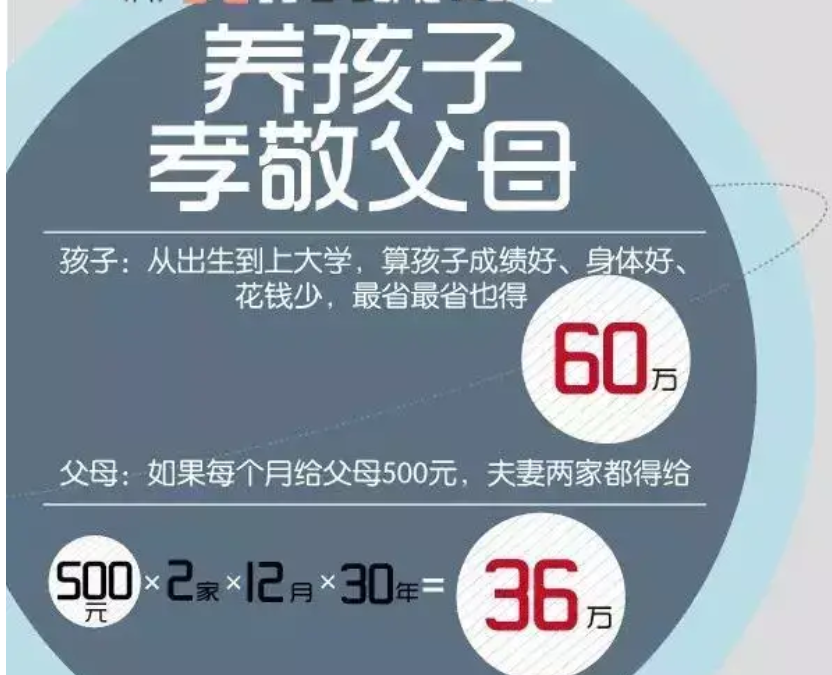 养孩子
孝敬父母
孩子：从出生到上大学，算孩子成绩好、身体好、
花钱少，最省最省也得
60万
父母：如果每个月给父母500元，夫妻两家都得给
500元×2家×12月×30年=36万